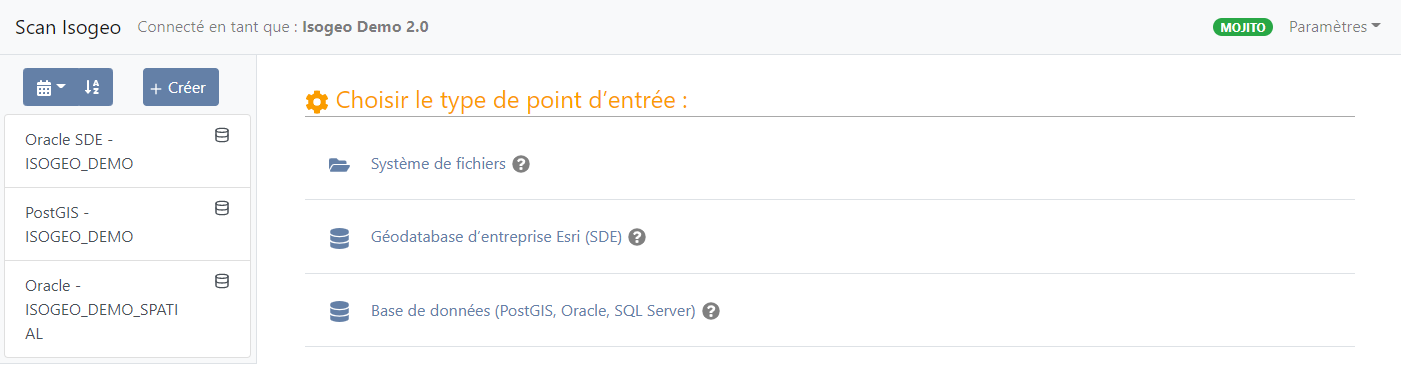 Scan Isogeo Connecté en tant que : Isogeo Demo 2.0 MOJITO Paramètres
Créer
Oracle SDE -
ISOGEO_DEMO
PostGIS -
ISOGEO_DEMO
Oracle -
ISOGEO_DEMO_SPATI
AL
Choisir le type de point d’entrée :
Système de fichiers
Géodatabase d’entreprise Esri (SDE)
Base de données (PostGIS, Oracle, SQL Server)